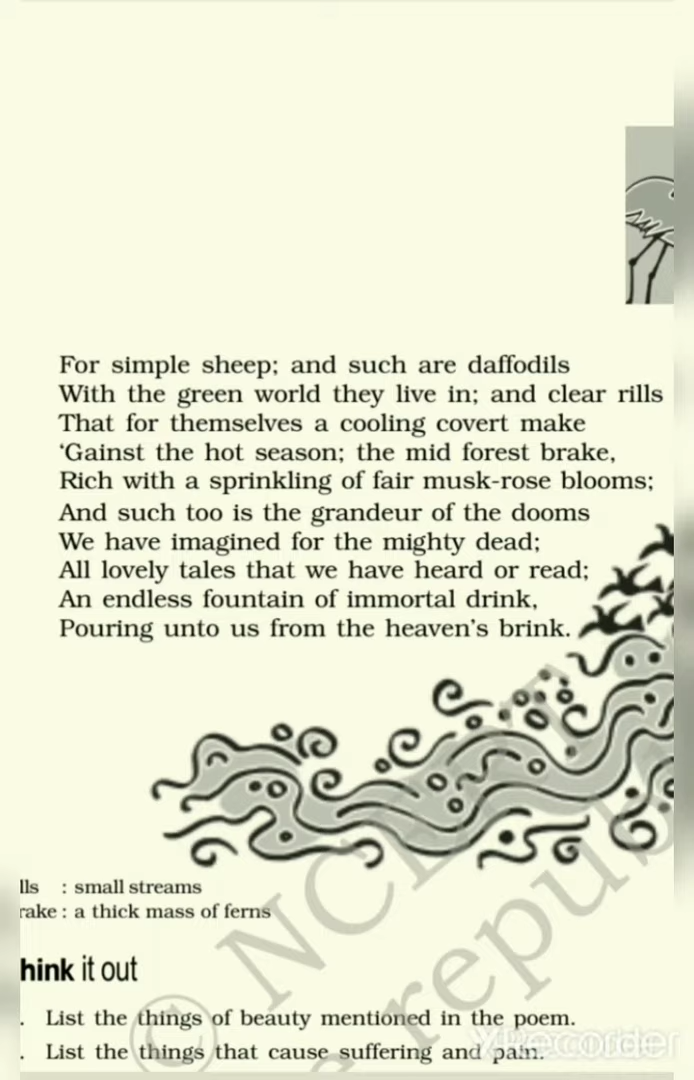 For simple sheep; and such are daffodils
With the green world they live in; and clear rills
That for themselves a cooling covert make
‘Gainst the hot season; the mid forest brake,
Rich with a sprinkling of fair musk-rose blooms;
And such too is the grandeur of the dooms
We have imagined for the mighty dead;
All lovely tales that we have heard or read;
An endless fountain of immortal drink,
Pouring unto us from the heaven’s brink.
lls : small streams
rake : a thick mass of ferns
hink it out
. List the things of beauty mentioned in the poem.
. List the things that cause suffering and pain.
© NCERT
e repub
XRecorder